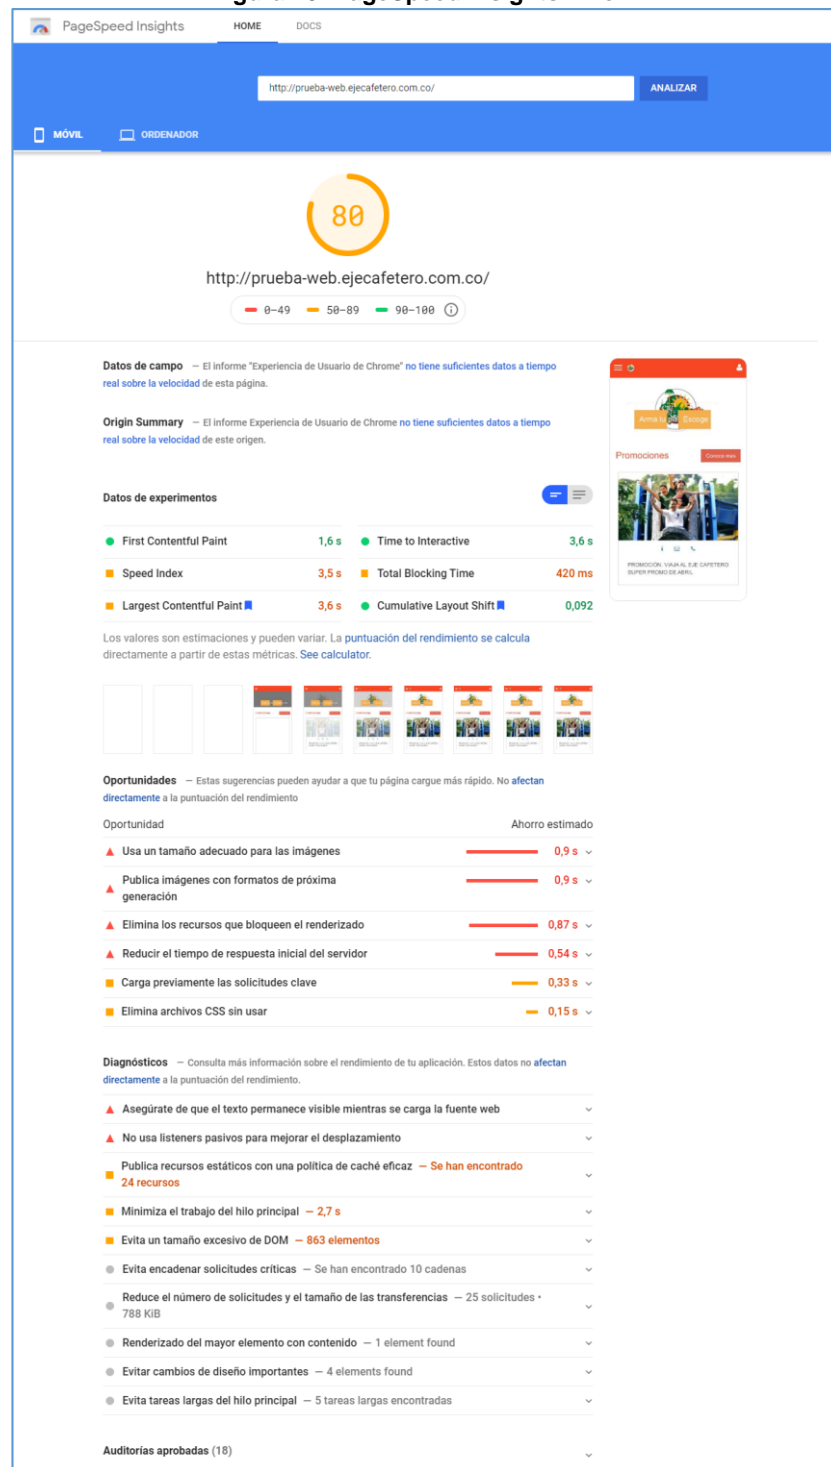 PageSpeed Insights HOME DOCS
http://prueba-web.ejecafetero.com.co/ ANALIZAR
MÓVIL ORDENADOR
80
http://prueba-web.ejecafetero.com.co/
0–49 50–89 90–100
Datos de campo — El informe "Experiencia de Usuario de Chrome" no tiene suficientes datos a tiempo
real sobre la velocidad de esta página.
Origin Summary — El informe Experiencia de Usuario de Chrome no tiene suficientes datos a tiempo
real sobre la velocidad de este origen.
Arma tu Escoge
Promociones Conoce más
PROMOCIÓN, VIAJA AL EJE CAFETERO
SUPER PROMO DE ABRIL
Datos de experimentos
First Contentful Paint 1,6 s Time to Interactive 3,6 s
Speed Index 3,5 s Total Blocking Time 420 ms
Largest Contentful Paint 3,6 s Cumulative Layout Shift 0,092
Los valores son estimaciones y pueden variar. La puntuación del rendimiento se calcula
directamente a partir de estas métricas. See calculator.
Oportunidades — Estas sugerencias pueden ayudar a que tu página cargue más rápido. No afectan
directamente a la puntuación del rendimiento
Oportunidad Ahorro estimado
Usa un tamaño adecuado para las imágenes 0,9 s
Publica imágenes con formatos de próxima
generación 0,9 s
Elimina los recursos que bloqueen el renderizado 0,87 s
Reducir el tiempo de respuesta inicial del servidor 0,54 s
Carga previamente las solicitudes clave 0,33 s
Elimina archivos CSS sin usar 0,15 s
Diagnósticos — Consulta más información sobre el rendimiento de tu aplicación. Estos datos no afectan
directamente a la puntuación del rendimiento.
Asegúrate de que el texto permanece visible mientras se carga la fuente web
No usa listeners pasivos para mejorar el desplazamiento
Publica recursos estáticos con una política de caché eficaz — Se han encontrado
24 recursos
Minimiza el trabajo del hilo principal — 2,7 s
Evita un tamaño excesivo de DOM — 863 elementos
Evita encadenar solicitudes críticas — Se han encontrado 10 cadenas
Reduce el número de solicitudes y el tamaño de las transferencias — 25 solicitudes •
788 KiB
Renderizado del mayor elemento con contenido — 1 element found
Evitar cambios de diseño importantes — 4 elements found
Evita tareas largas del hilo principal — 5 tareas largas encontradas
Auditorías aprobadas (18)